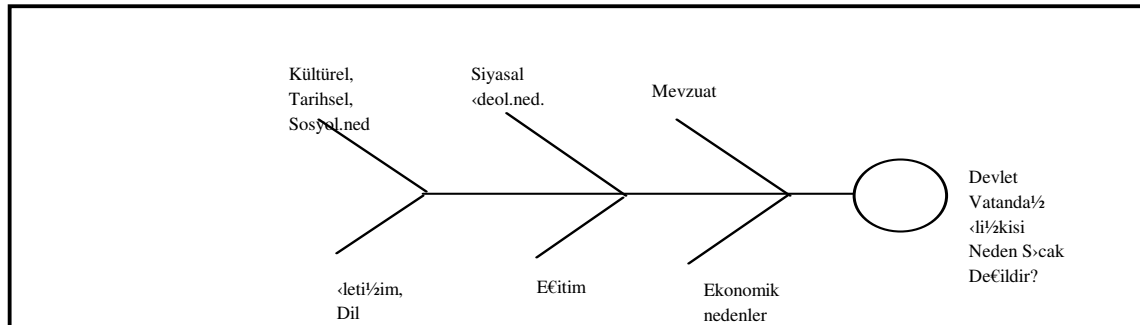 Kültürel,
Tarihsel,
Sosyol.ned
Siyasal
‹deol.ned.
Mevzuat
Devlet
Vatanda½
‹li½kisi
Neden S›cak
De€ildir?
‹leti½im,
Dil
E€itim
Ekonomik
nedenler